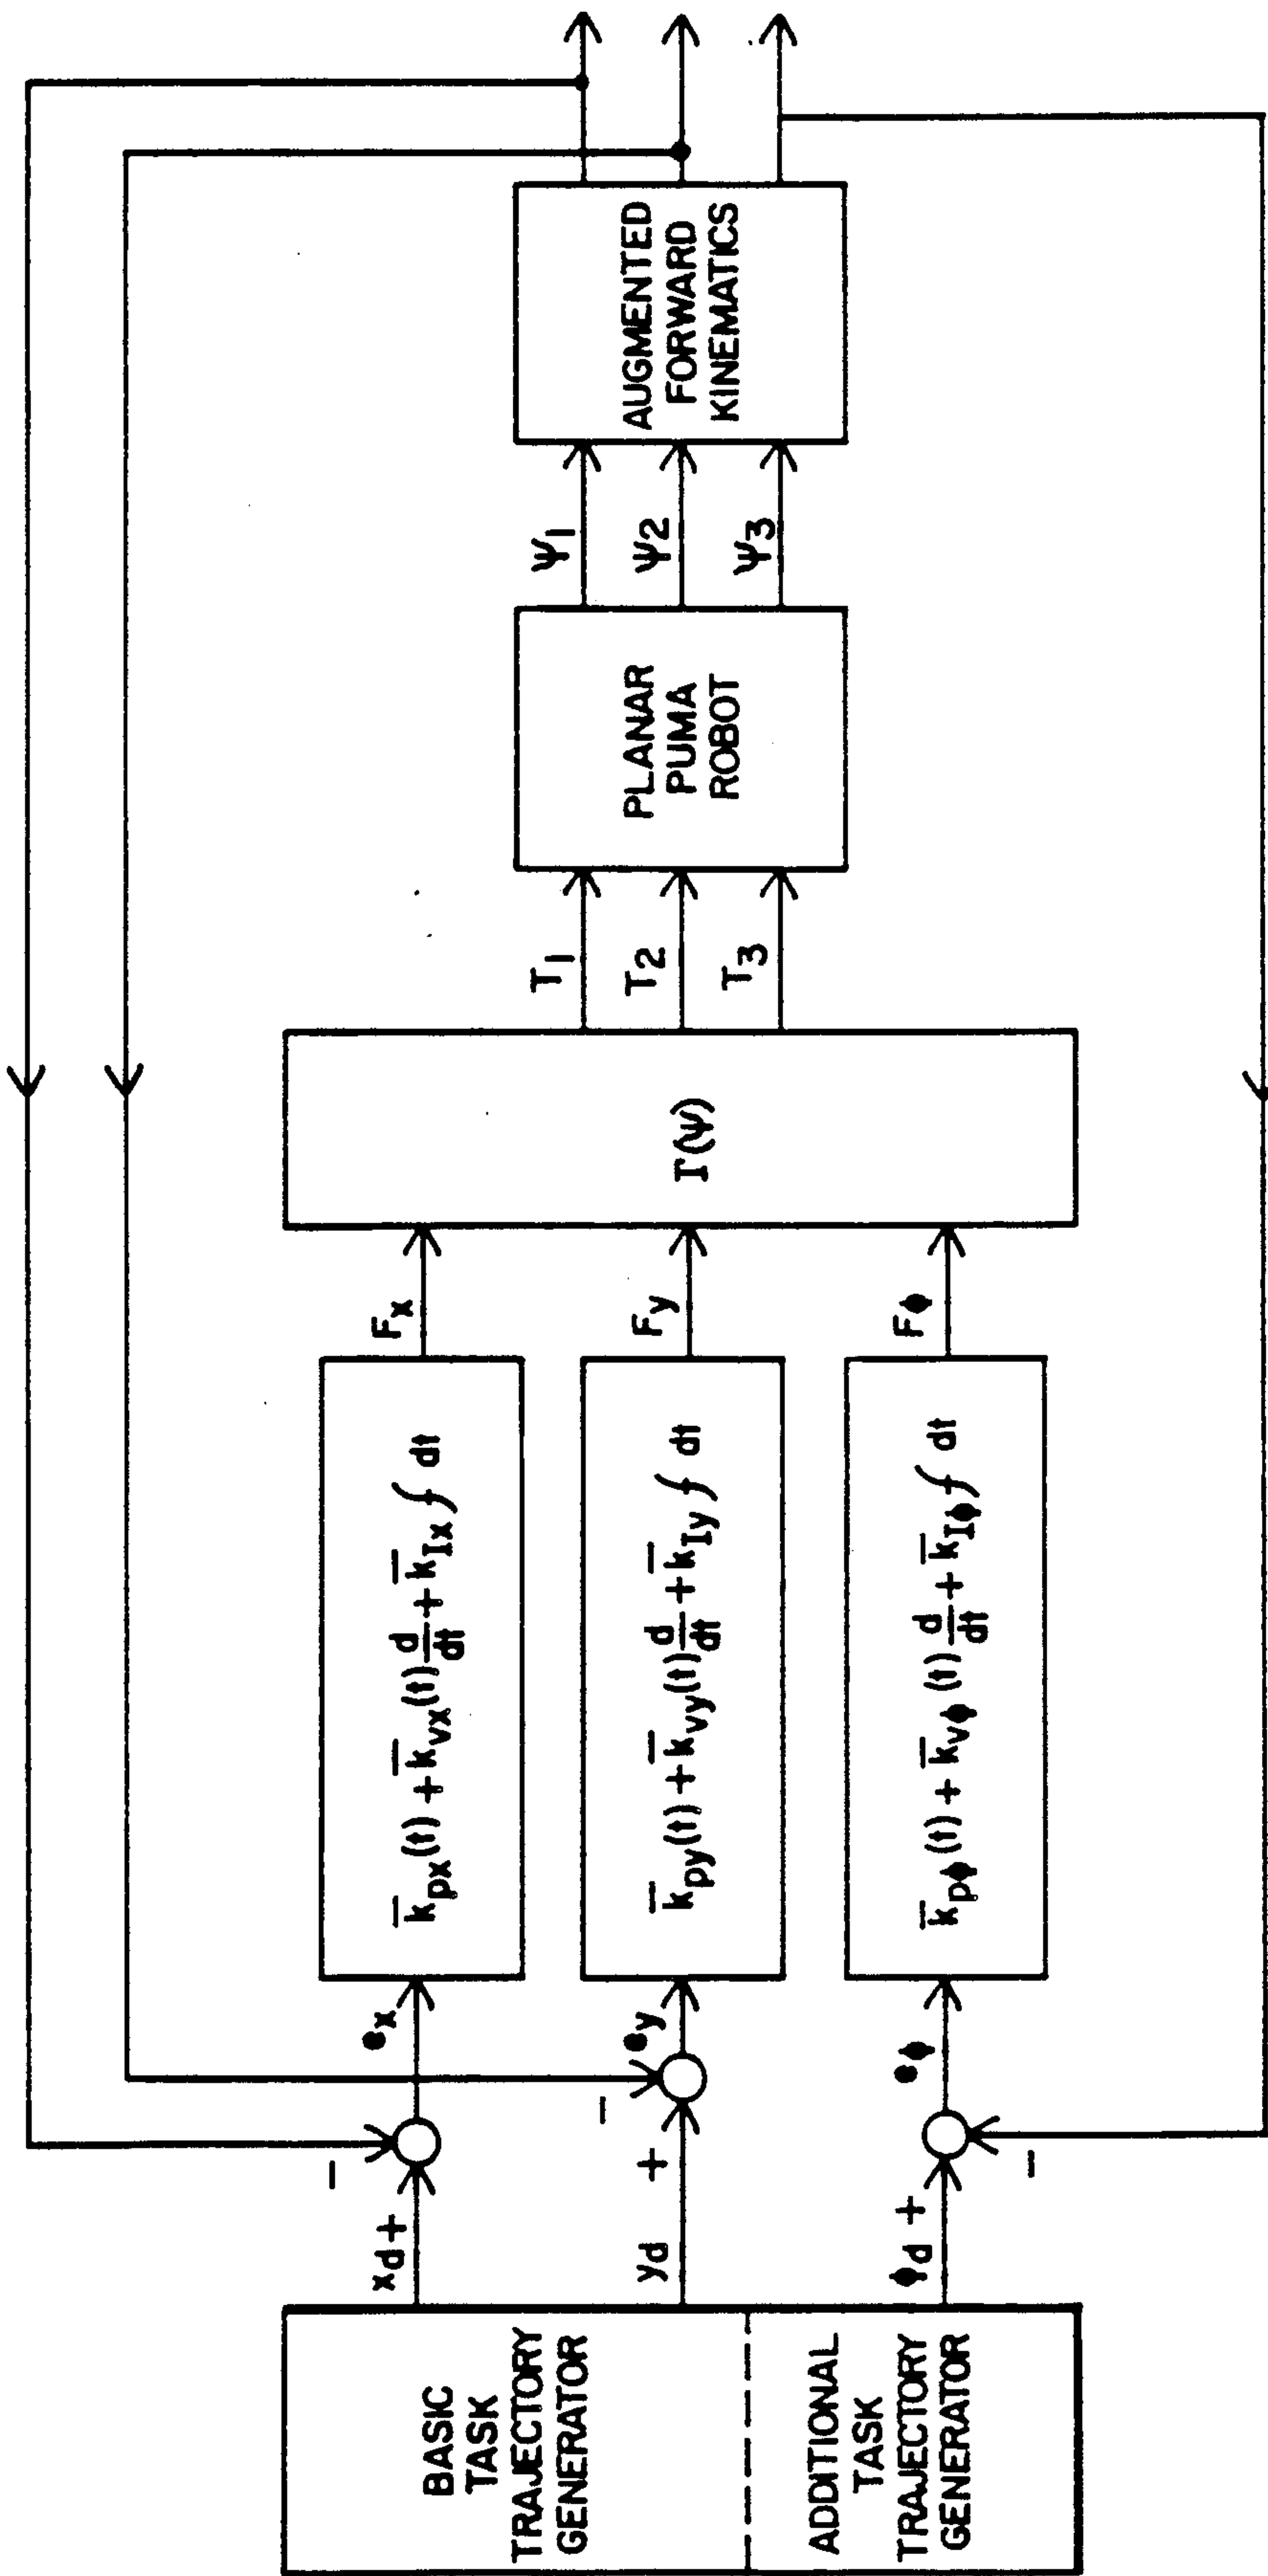 BASIC
TASK
TRAJECTORY
GENERATOR
ADDITIONAL
TASK
TRAJECTORY
GENERATOR
xd+
yd +
ϕd +
−
−
−
ex
ey
eϕ
k̅px(t) + k̅vx(t) d/dt + k̅Ix ∫ dt
k̅py(t) + k̅vy(t) d/dt + k̅Iy ∫ dt
k̅pϕ(t) + k̅vϕ(t) d/dt + k̅Iϕ ∫ dt
Fx
Fy
Fϕ
Γ(ψ)
T1
T2
T3
PLANAR
PUMA
ROBOT
ψ1
ψ2
ψ3
AUGMENTED
FORWARD
KINEMATICS